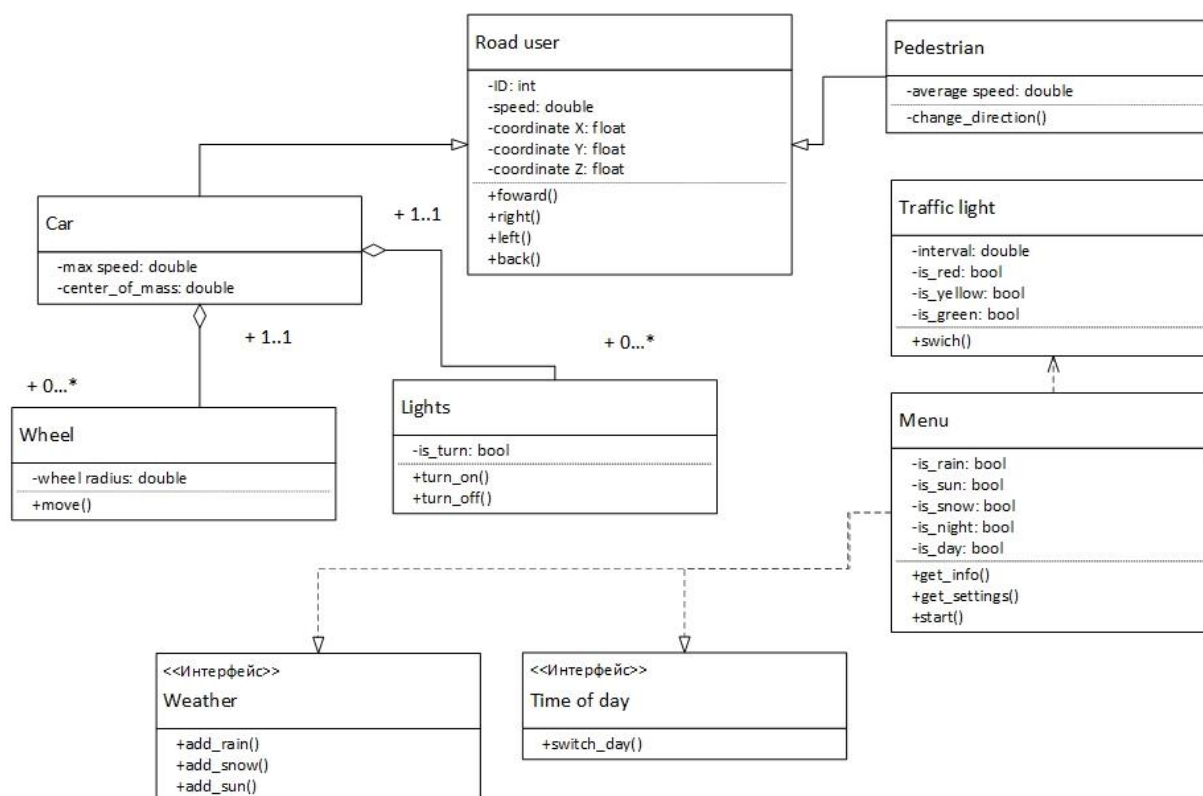 Road user
-ID: int
-speed: double
-coordinate X: float
-coordinate Y: float
-coordinate Z: float
+foward()
+right()
+left()
+back()
Pedestrian
-average speed: double
-change_direction()
Car
-max speed: double
-center_of_mass: double
+ 1..1
+ 1..1
+ 0...*
+ 0...*
Traffic light
-interval: double
-is_red: bool
-is_yellow: bool
-is_green: bool
+swich()
Wheel
-wheel radius: double
+move()
Lights
-is_turn: bool
+turn_on()
+turn_off()
Menu
-is_rain: bool
-is_sun: bool
-is_snow: bool
-is_night: bool
-is_day: bool
+get_info()
+get_settings()
+start()
<<Интерфейс>>
Weather
+add_rain()
+add_snow()
+add_sun()
<<Интерфейс>>
Time of day
+switch_day()